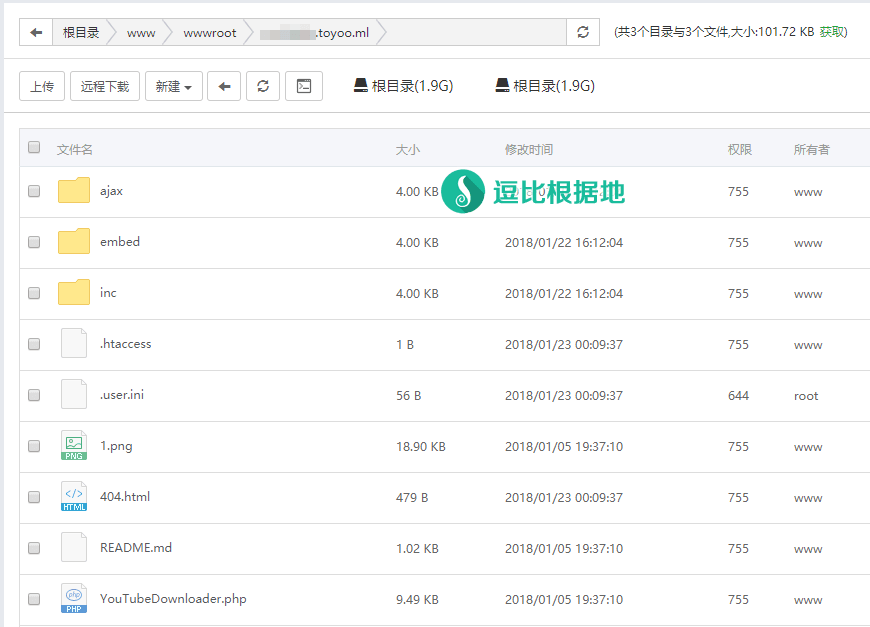 根目录 www wwwroot .toyoo.ml (共3个目录与3个文件,大小:101.72 KB 获取)
上传 远程下载 新建 根目录(1.9G) 根目录(1.9G)
文件名 大小 修改时间 权限 所有者
ajax 4.00 KB 逗比根据地 755 www
embed 4.00 KB 2018/01/22 16:12:04 755 www
inc 4.00 KB 2018/01/22 16:12:04 755 www
.htaccess 1 B 2018/01/23 00:09:37 755 www
.user.ini 56 B 2018/01/23 00:09:37 644 root
PNG 1.png 18.90 KB 2018/01/05 19:37:10 755 www
</> HTML 404.html 479 B 2018/01/23 00:09:37 755 www
README.md 1.02 KB 2018/01/05 19:37:10 755 www
php PHP YouTubeDownloader.php 9.49 KB 2018/01/05 19:37:10 755 www